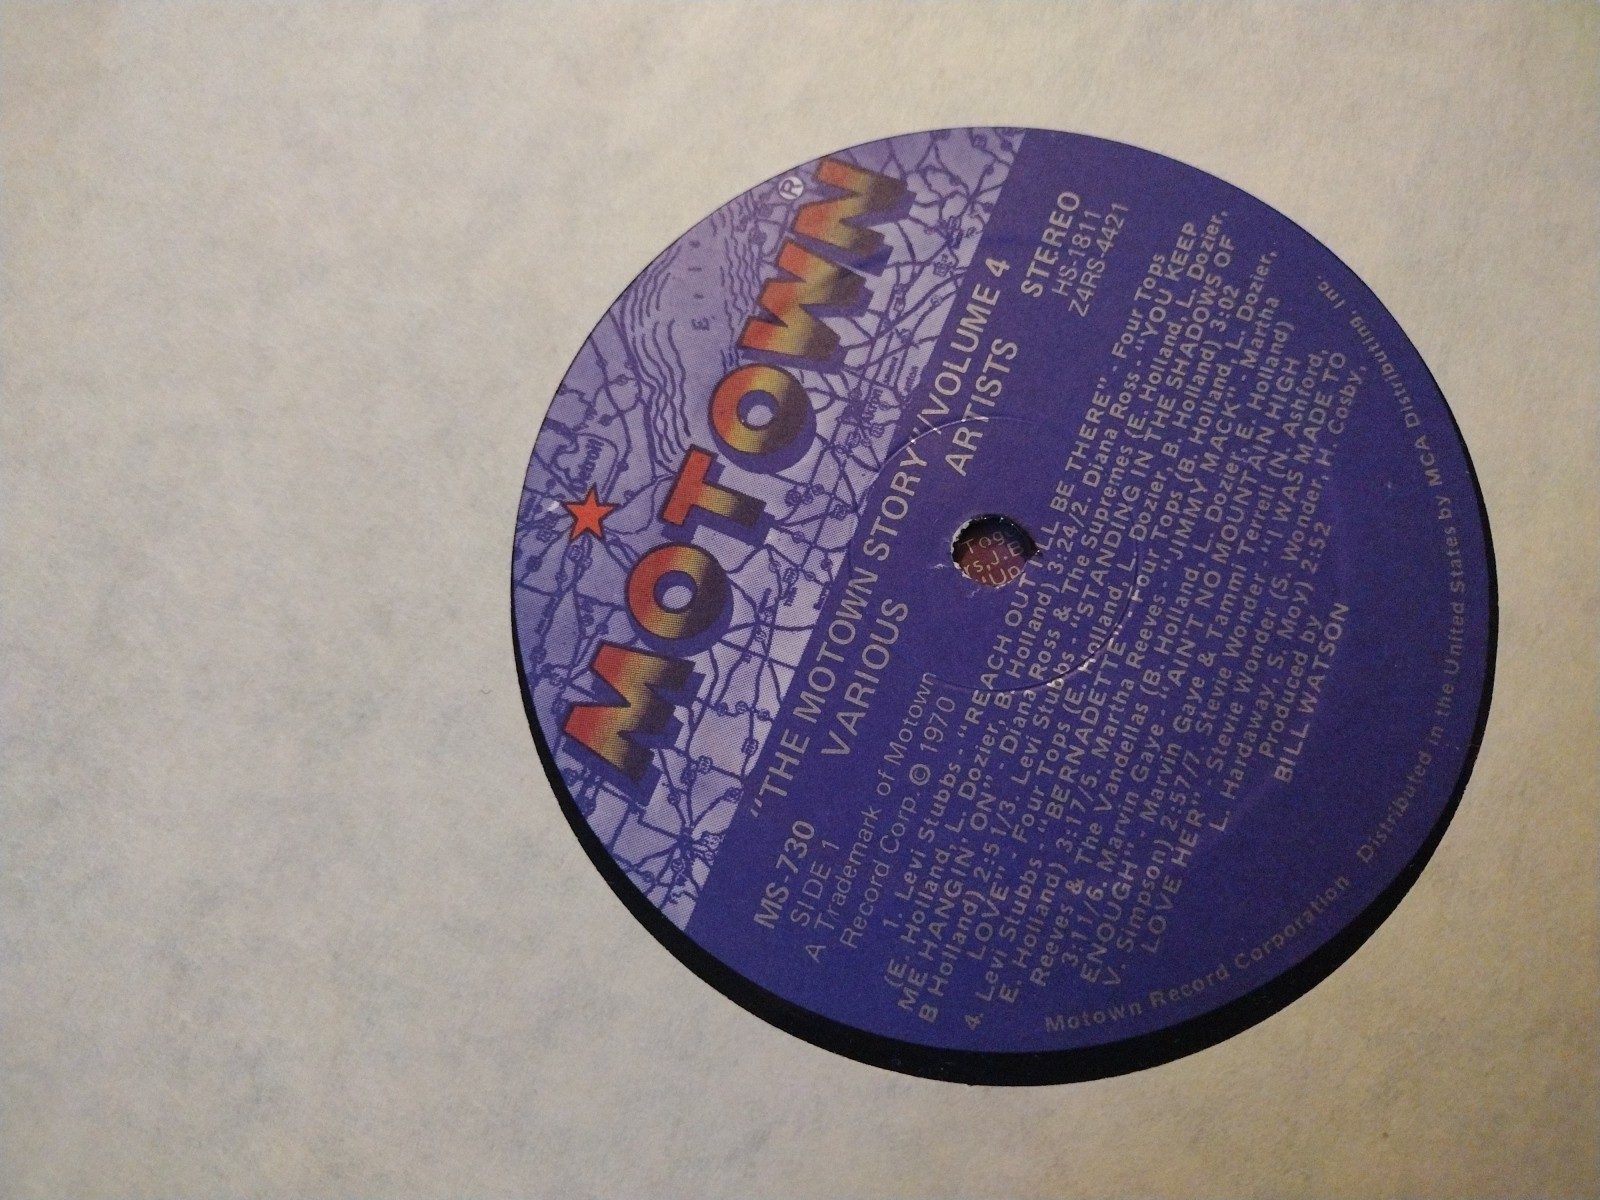 MOTOWN ®
Detroit
"THE MOTOWN STORY"/VOLUME 4
VARIOUS ARTISTS
MS-730
SIDE 1
STEREO
HS-1811
Z4RS-4421
A Trademark of Motown
Record Corp. © 1970
1. Levi Stubbs - "REACH OUT I'LL BE THERE" - Four Tops
(E. Holland, L. Dozier, B. Holland) 3:24/2. Diana Ross - "YOU KEEP
ME HANGIN' ON" - Diana Ross & The Supremes (E. Holland, L. Dozier,
B Holland) 2:51/3. Levi Stubbs - "STANDING IN THE SHADOWS OF
LOVE" - Four Tops (E. Holland, L. Dozier, B. Holland) 3:02
4. Levi Stubbs - "BERNADETTE" - Four Tops (B. Holland, L. Dozier,
E. Holland) 3:17/5. Martha Reeves - "JIMMY MACK" - Martha
Reeves & The Vandellas (B. Holland, L. Dozier, E. Holland)
3:11/6. Marvin Gaye - "AIN'T NO MOUNTAIN HIGH
ENOUGH" - Marvin Gaye & Tammi Terrell (N. Ashford,
V. Simpson) 2:57/7. Stevie Wonder - "I WAS MADE TO
LOVE HER" - Stevie Wonder (S. Wonder, H. Cosby,
L. Hardaway, S. Moy) 2:52
Produced by
BILL WATSON
Motown Record Corporation Distributed in the United States by MCA Distributing, Inc.